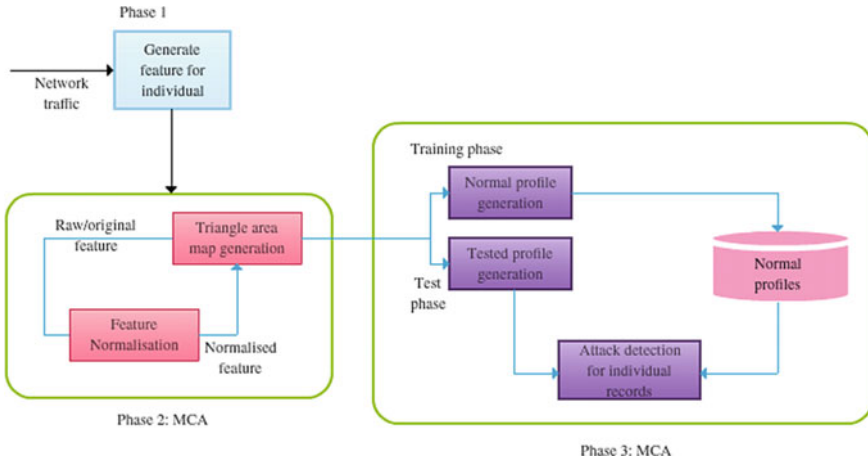 Phase 1
Generate
feature for
individual
Network
traffic
Training phase
Normal profile
generation
Raw/original
feature
Triangle area
map generation
Tested profile
generation
Test
phase
Normal
profiles
Feature
Normalisation
Normalised
feature
Attack detection
for individual
records
Phase 2: MCA
Phase 3: MCA